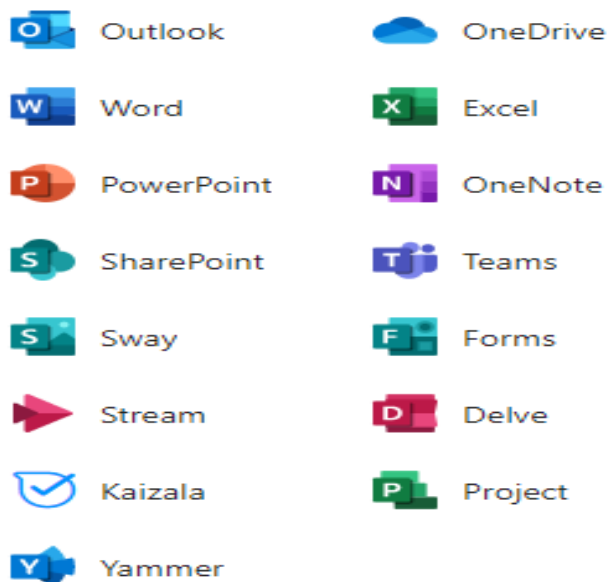 Outlook
OneDrive
Word
Excel
PowerPoint
OneNote
SharePoint
Teams
Sway
Forms
Stream
Delve
Kaizala
Project
Yammer